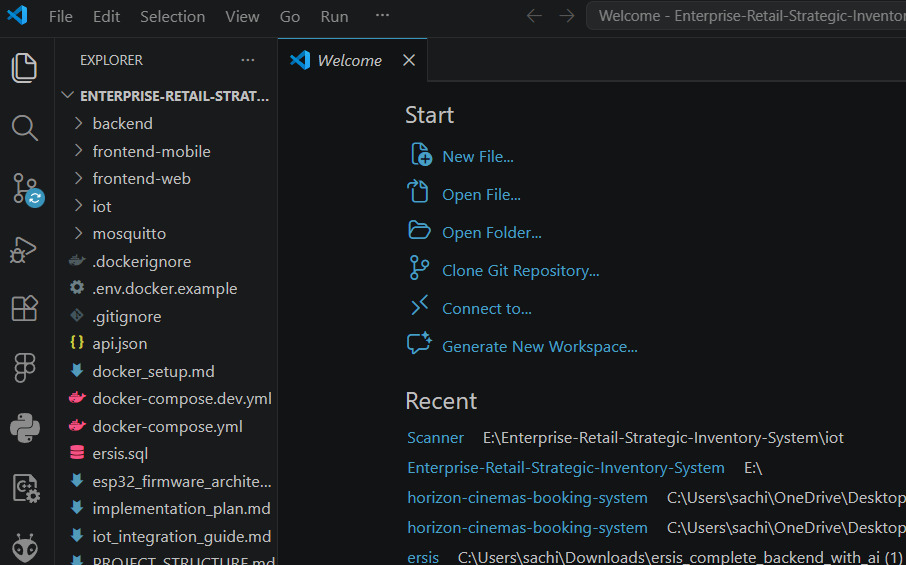 File Edit Selection View Go Run ···
Welcome - Enterprise-Retail-Strategic-Inventor
EXPLORER ···
Welcome
ENTERPRISE-RETAIL-STRAT...
backend
frontend-mobile
frontend-web
iot
mosquitto
.dockerignore
.env.docker.example
.gitignore
api.json
docker_setup.md
docker-compose.dev.yml
docker-compose.yml
ersis.sql
esp32_firmware_archite...
implementation_plan.md
iot_integration_guide.md
PROJECT_STRUCTURE.md
Start
New File...
Open File...
Open Folder...
Clone Git Repository...
Connect to...
Generate New Workspace...
Recent
Scanner E:\Enterprise-Retail-Strategic-Inventory-System\iot
Enterprise-Retail-Strategic-Inventory-System E:\
horizon-cinemas-booking-system C:\Users\sachi\OneDrive\Desktop
horizon-cinemas-booking-system C:\Users\sachi\OneDrive\Desktop
ersis C:\Users\sachi\Downloads\ersis_complete_backend_with_ai (1)